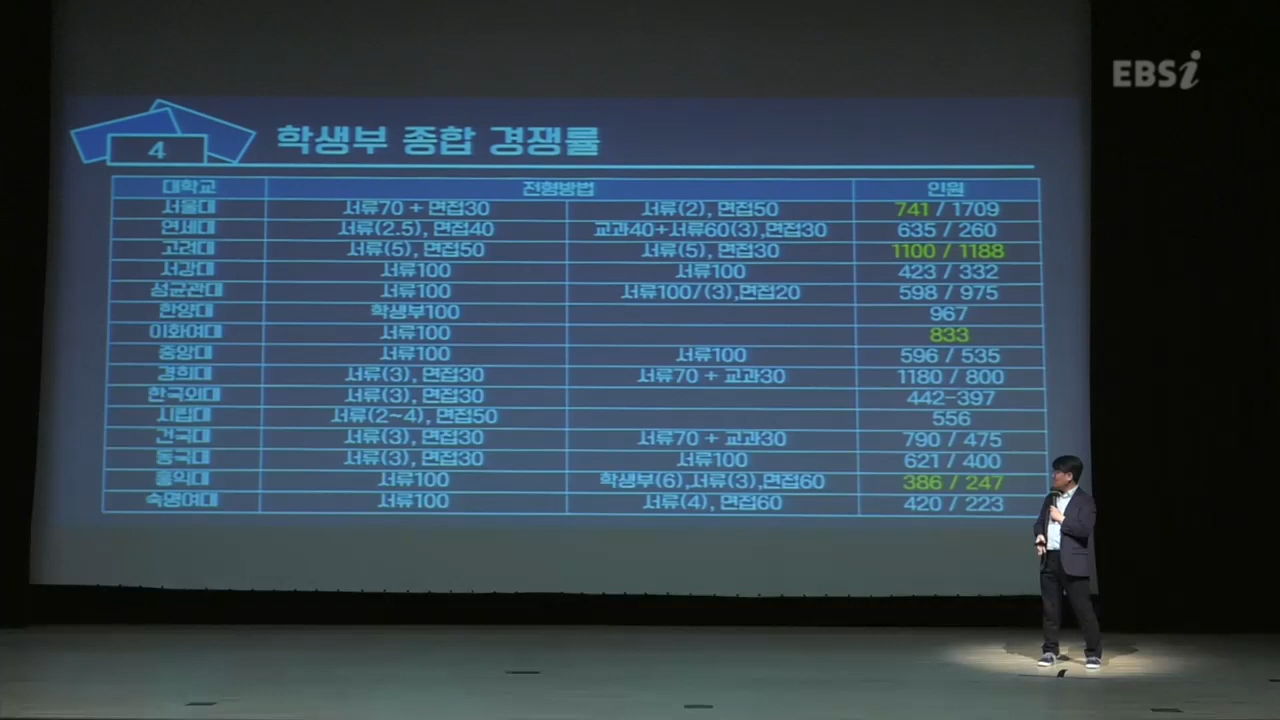 EBSi
4
학생부 종합 경쟁률
대학교 전형방법 인원
서울대 서류70 + 면접30 서류(2), 면접50 741 / 1709
연세대 서류(2.5), 면접40 교과40+서류60(3),면접30 635 / 260
고려대 서류(5), 면접50 서류(5), 면접30 1100 / 1188
서강대 서류100 서류100 423 / 332
성균관대 서류100 서류100/(3),면접20 598 / 975
한양대 학생부100 967
이화여대 서류100 833
중앙대 서류100 서류100 596 / 535
경희대 서류(3), 면접30 서류70 + 교과30 1180 / 800
한국외대 서류(3), 면접30 442-397
시립대 서류(2~4), 면접50 556
건국대 서류(3), 면접30 서류70 + 교과30 790 / 475
동국대 서류(3), 면접30 서류100 621 / 400
홍익대 서류100 학생부(6),서류(3),면접60 386 / 247
숙명여대 서류100 서류(4), 면접60 420 / 223